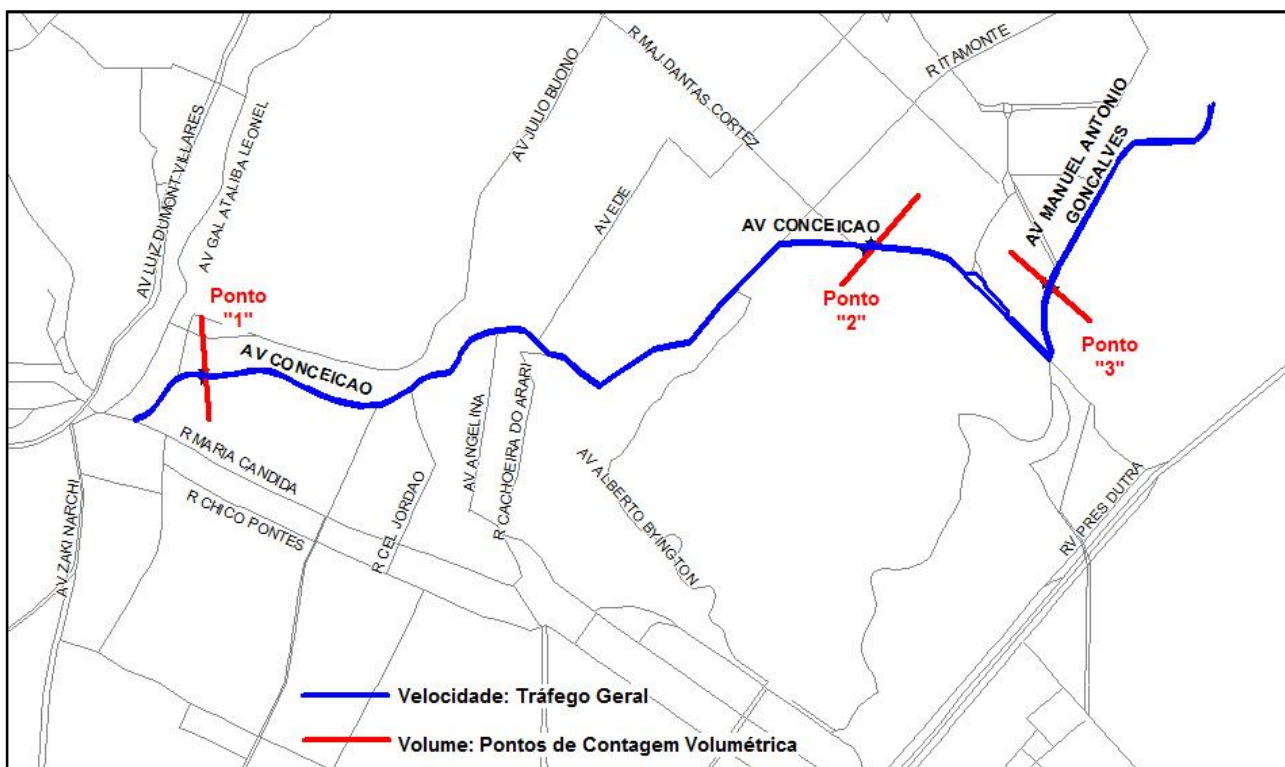 R MAJ.DANTAS CORTEZ
R ITAMONTE
AV JULIO BUONO
AV LUIZ DUMONT VILLARES
AV GAL ATALIBA LEONEL
AV MANUEL ANTONIO
GONCALVES
AV EDE
AV CONCEICAO
Ponto
"1"
Ponto
"2"
Ponto
"3"
AV CONCEICAO
R MARIA CANDIDA
R CHICO PONTES
AV ZAKI NARCHI
R CEL JORDAO
AV ANGELINA
R CACHOEIRA DO ARARI
AV ALBERTO BYINGTON
RV PRES DUTRA
Velocidade: Tráfego Geral
Volume: Pontos de Contagem Volumétrica